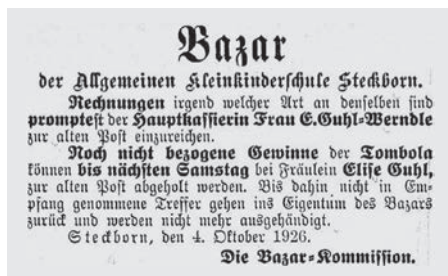 Bazar
der Allgemeinen Kleinkinderschule Steckborn.
Rechnungen irgend welcher Art an denselben sind
promptest der Hauptkassierin Frau E. Guhl-Werndle
zur alten Post einzureichen.
Noch nicht bezogene Gewinne der Tombola
können bis nächsten Samstag bei Fräulein Elise Guhl,
zur alten Post abgeholt werden. Bis dahin nicht in Em-
pfang genommene Treffer gehen ins Eigentum des Bazars
zurück und werden nicht mehr ausgehändigt.
Steckborn, den 4. Oktober 1926.
Die Bazar-Kommission.